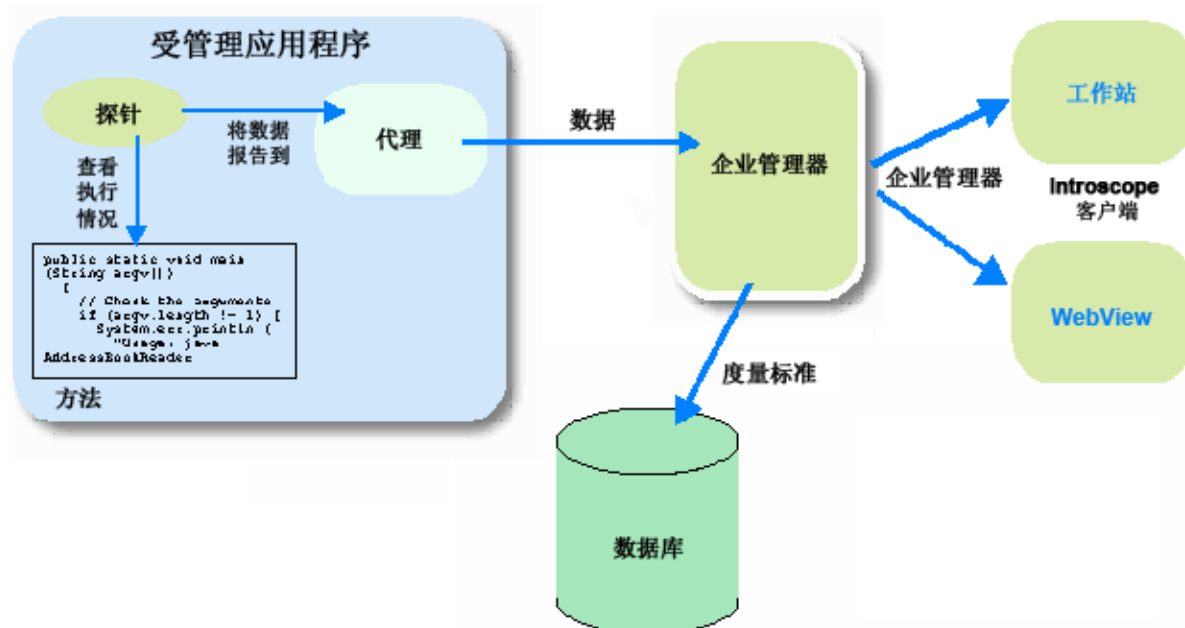 受管理应用程序
探针
将数据
报告到
代理
查看
执行
情况
public static void main
(String argv[])
{
// Check the arguments
if (argv.length != 1) {
System.err.println (
"Usage: java
AddressBookReader
方法
数据
企业管理器
企业管理器
工作站
Introscope
客户端
WebView
度量标准
数据库